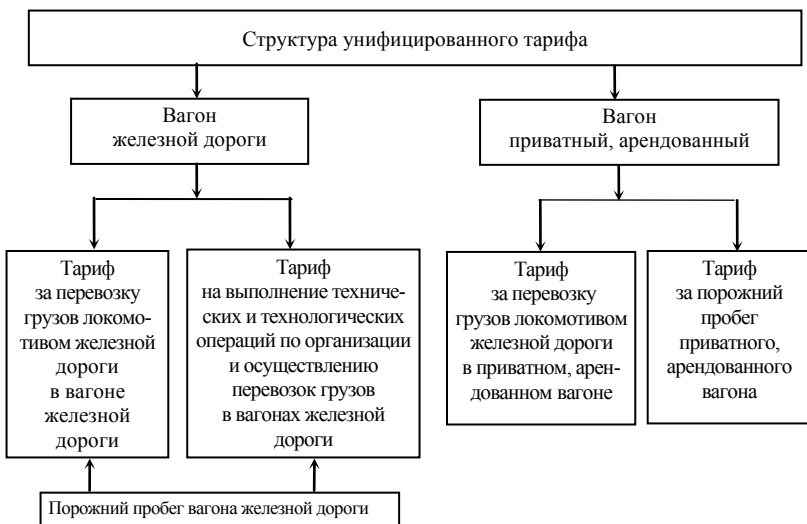 Структура унифицированного тарифа
Вагон
железной дороги
Вагон
приватный, арендованный
Тариф
за перевозку
грузов локомо-
тивом железной
дороги
в вагоне
железной
дороги
Тариф
на выполнение техниче-
ских и технологических
операций по организации
и осуществлению
перевозок грузов
в вагонах железной
дороги
Тариф
за перевозку
грузов локомотивом
железной дороги
в приватном, арен-
дованном вагоне
Тариф
за порожний
пробег
приватного,
арендованного
вагона
Порожний пробег вагона железной дороги